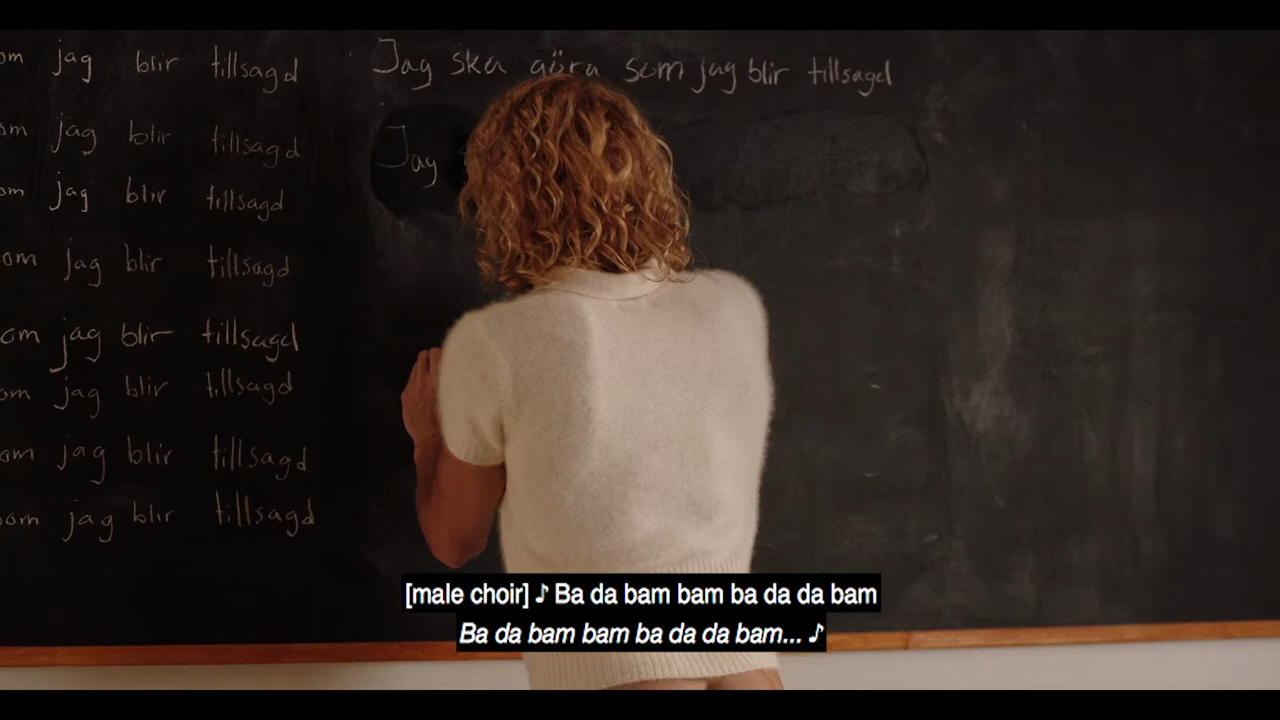 om jag blir tillsagd
om jag blir tillsagd
om jag blir tillsagd
om jag blir tillsagd
om jag blir tillsagd
om jag blir tillsagd
om jag blir tillsagd
som jag blir tillsagd
Jag ska göra som jag blir tillsagd
Jag
[male choir] ♪ Ba da bam bam ba da da bam
Ba da bam bam ba da da bam... ♪